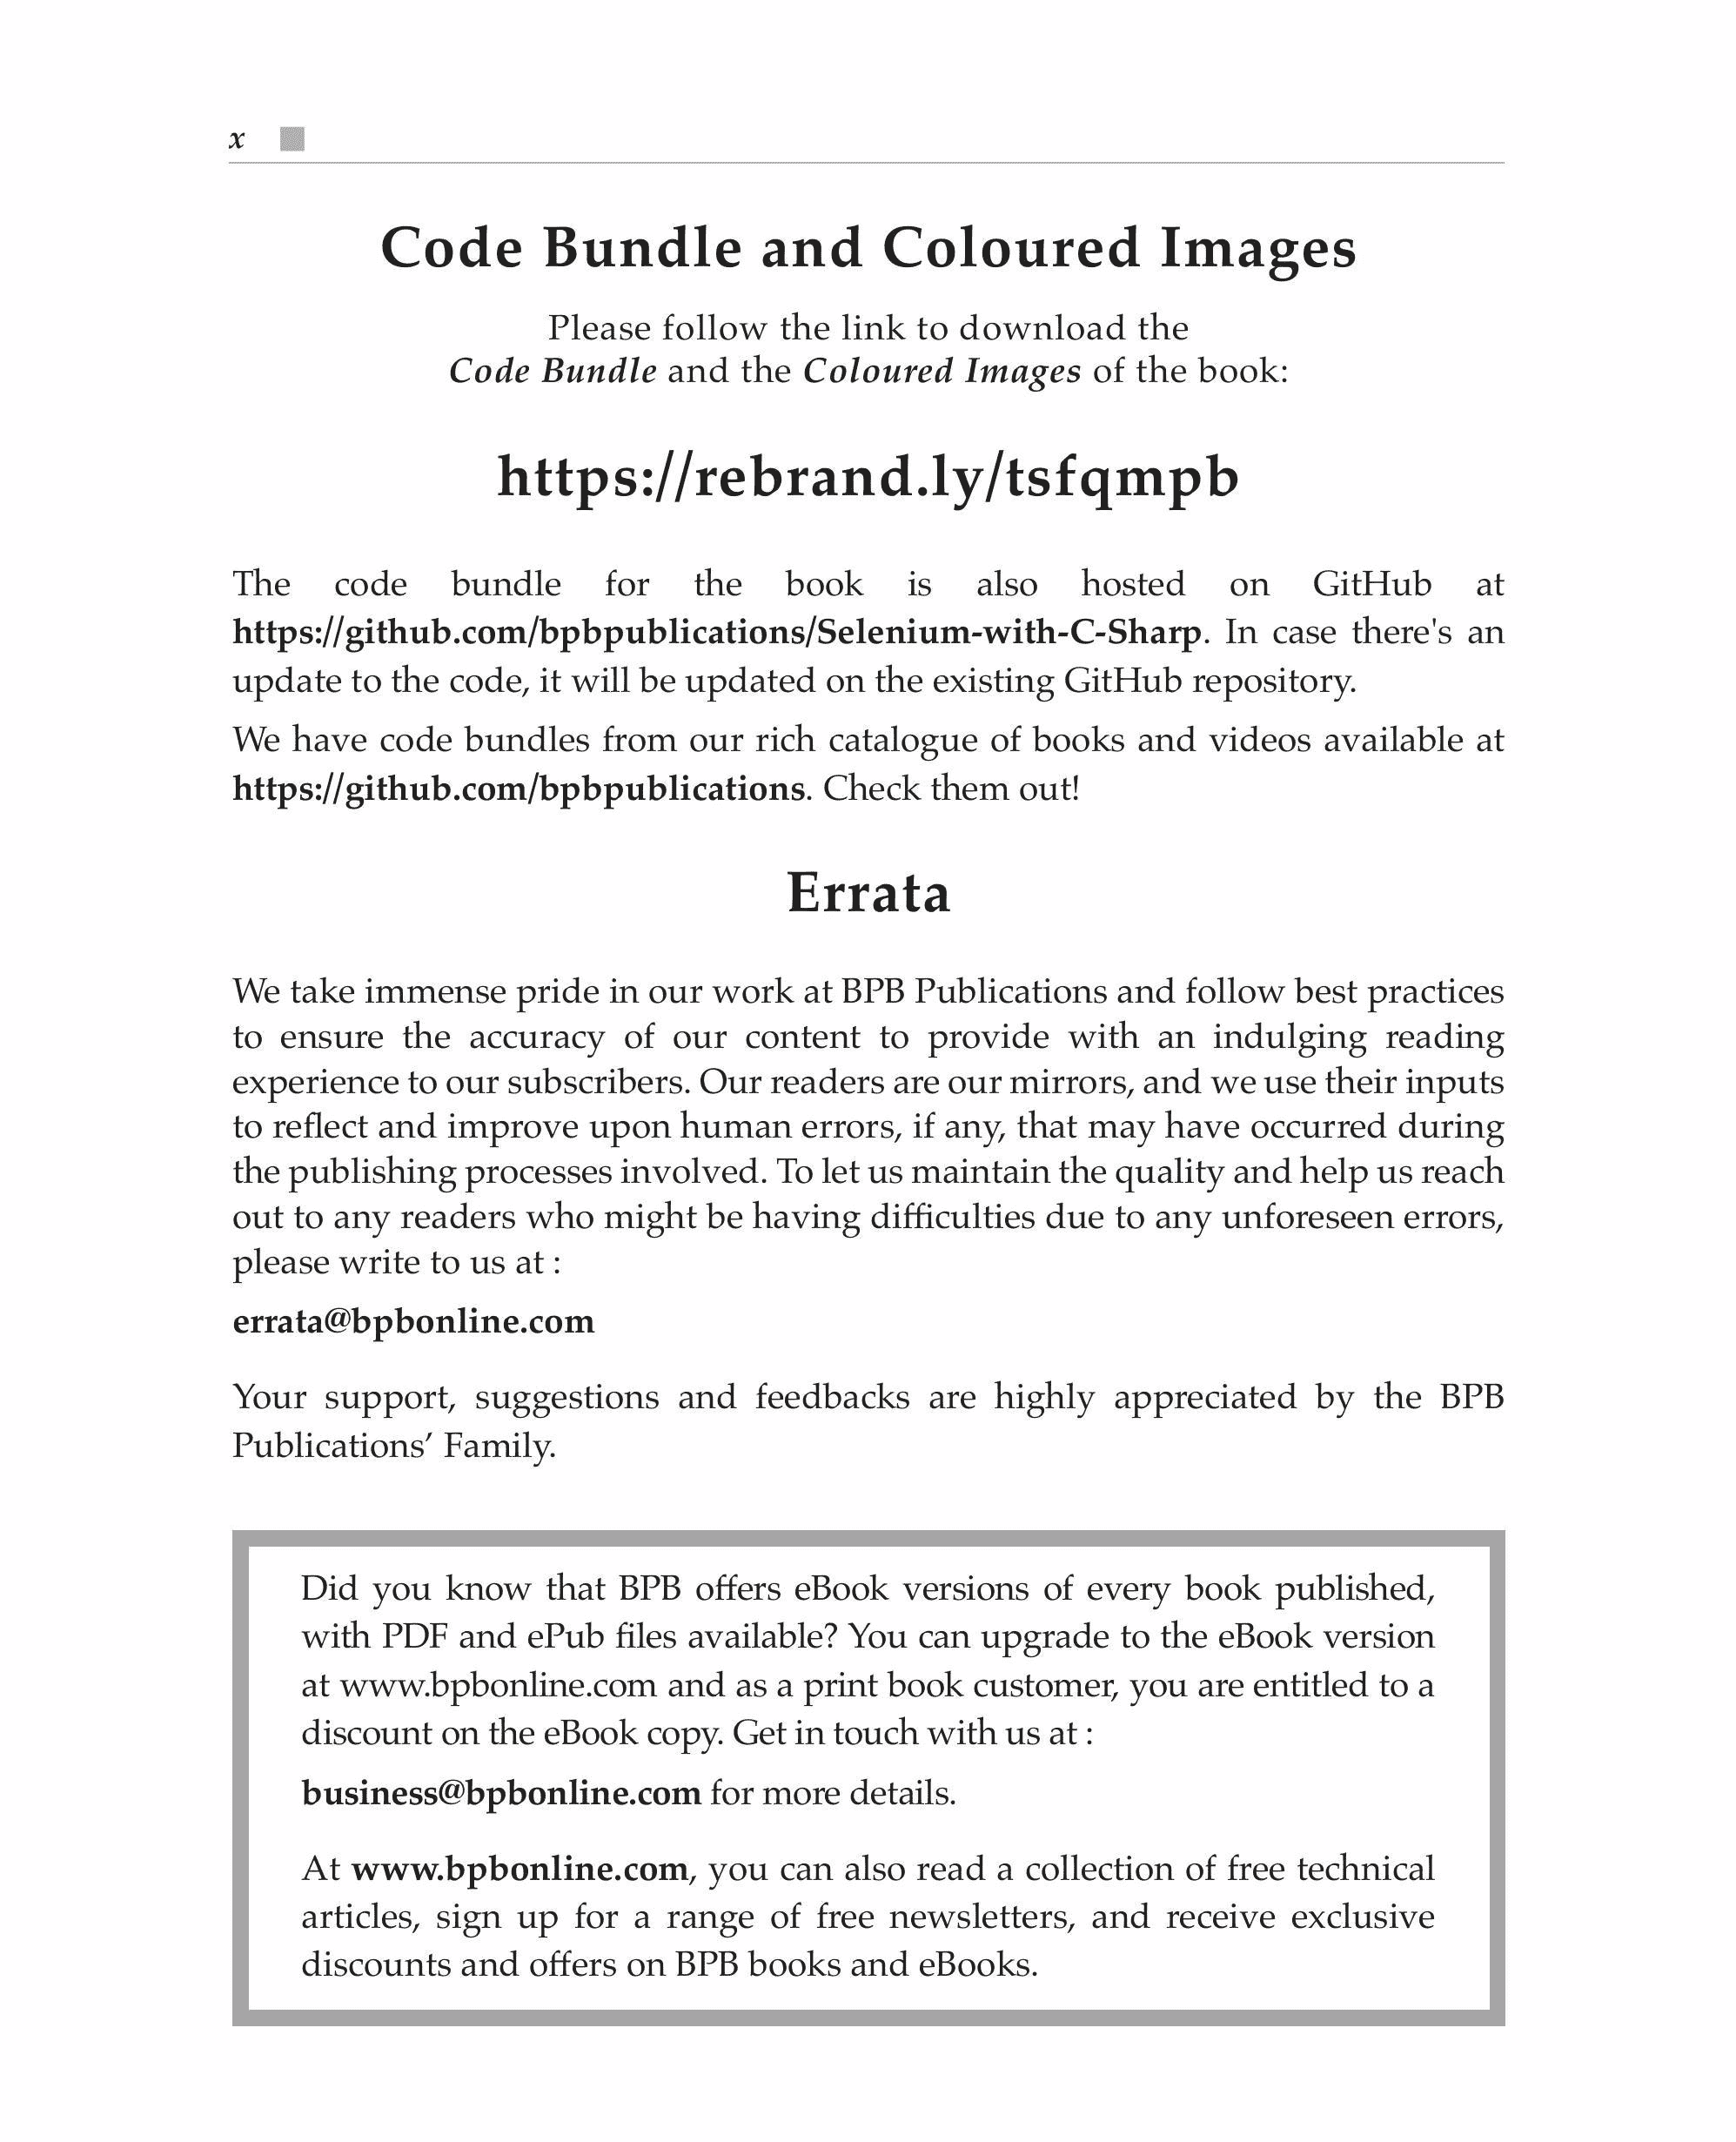 x
Code Bundle and Coloured Images
Please follow the link to download the
Code Bundle and the Coloured Images of the book:
https://rebrand.ly/tsfqmpb
The code bundle for the book is also hosted on GitHub at
https://github.com/bpbpublications/Selenium-with-C-Sharp. In case there's an
update to the code, it will be updated on the existing GitHub repository.
We have code bundles from our rich catalogue of books and videos available at
https://github.com/bpbpublications. Check them out!
Errata
We take immense pride in our work at BPB Publications and follow best practices
to ensure the accuracy of our content to provide with an indulging reading
experience to our subscribers. Our readers are our mirrors, and we use their inputs
to reflect and improve upon human errors, if any, that may have occurred during
the publishing processes involved. To let us maintain the quality and help us reach
out to any readers who might be having difficulties due to any unforeseen errors,
please write to us at :
errata@bpbonline.com
Your support, suggestions and feedbacks are highly appreciated by the BPB
Publications’ Family.
Did you know that BPB offers eBook versions of every book published,
with PDF and ePub files available? You can upgrade to the eBook version
at www.bpbonline.com and as a print book customer, you are entitled to a
discount on the eBook copy. Get in touch with us at :
business@bpbonline.com for more details.
At www.bpbonline.com, you can also read a collection of free technical
articles, sign up for a range of free newsletters, and receive exclusive
discounts and offers on BPB books and eBooks.